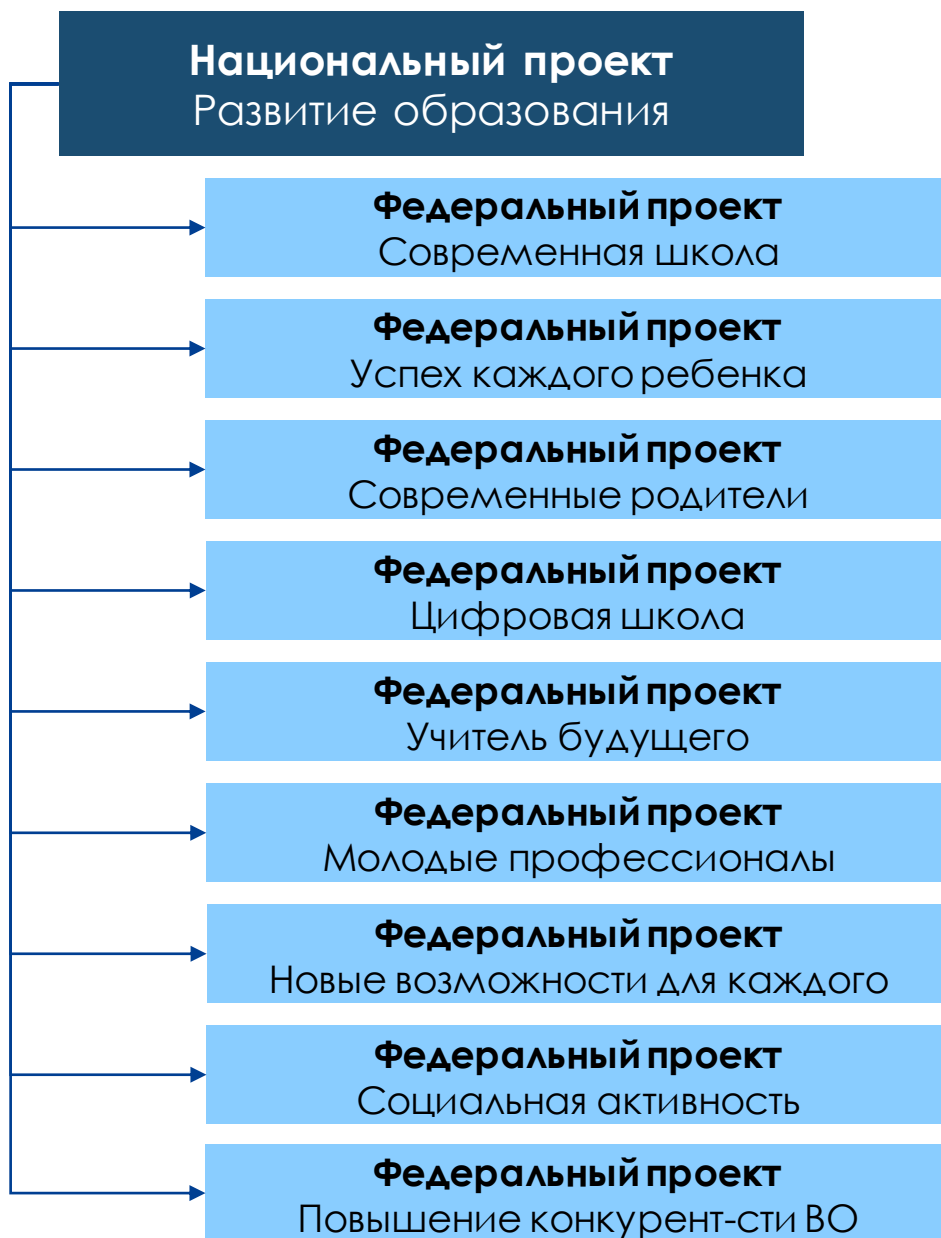 Национальный проект
Развитие образования
Федеральный проект
Современная школа
Федеральный проект
Успех каждого ребенка
Федеральный проект
Современные родители
Федеральный проект
Цифровая школа
Федеральный проект
Учитель будущего
Федеральный проект
Молодые профессионалы
Федеральный проект
Новые возможности для каждого
Федеральный проект
Социальная активность
Федеральный проект
Повышение конкурент-сти ВО